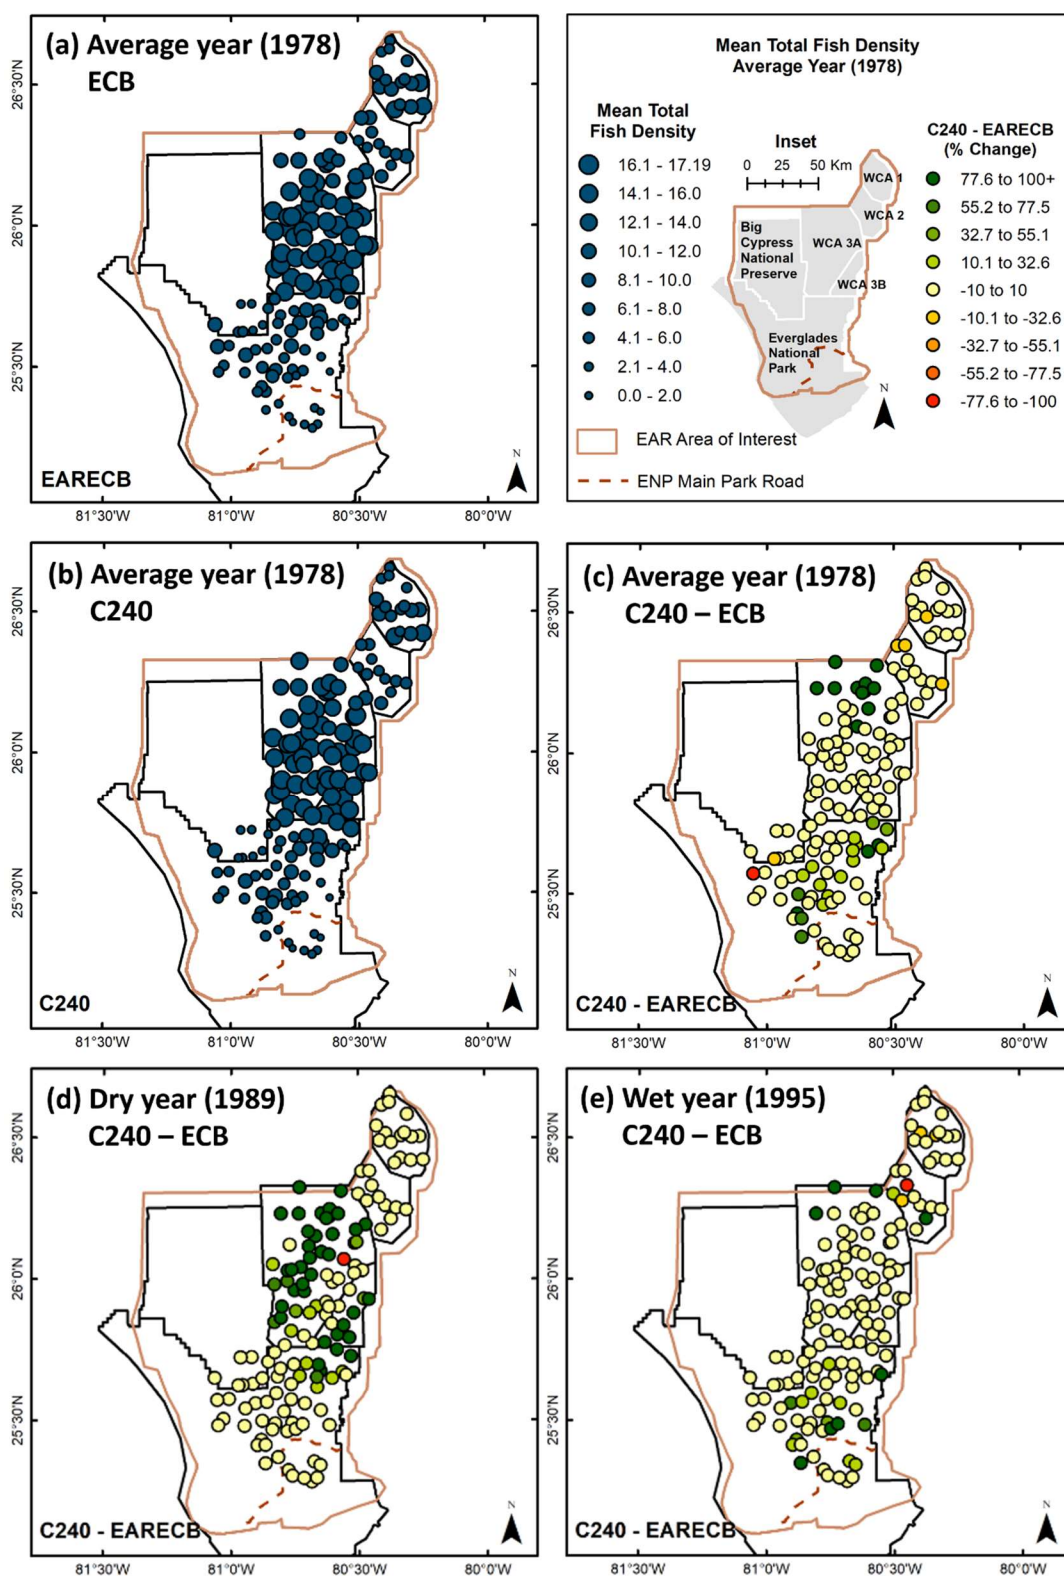 (a) Average year (1978)
ECB
26°30'N
26°0'N
25°30'N
EARECB
N
81°30'W
81°0'W
80°30'W
80°0'W
Mean Total Fish Density
Average Year (1978)
Mean Total
Fish Density
16.1 - 17.19
14.1 - 16.0
12.1 - 14.0
10.1 - 12.0
8.1 - 10.0
6.1 - 8.0
4.1 - 6.0
2.1 - 4.0
0.0 - 2.0
Inset
0 25 50 Km
WCA 1
WCA 2
Big
Cypress
National
Preserve
WCA 3A
WCA 3B
Everglades
National
Park
N
C240 - EARECB
(% Change)
77.6 to 100+
55.2 to 77.5
32.7 to 55.1
10.1 to 32.6
-10 to 10
-10.1 to -32.6
-32.7 to -55.1
-55.2 to -77.5
-77.6 to -100
EAR Area of Interest
ENP Main Park Road
(b) Average year (1978)
C240
26°30'N
26°0'N
25°30'N
C240
N
81°30'W
81°0'W
80°30'W
80°0'W
(c) Average year (1978)
C240 – ECB
26°30'N
26°0'N
25°30'N
C240 - EARECB
N
81°30'W
81°0'W
80°30'W
80°0'W
(d) Dry year (1989)
C240 – ECB
26°30'N
26°0'N
25°30'N
C240 - EARECB
N
81°30'W
81°0'W
80°30'W
80°0'W
(e) Wet year (1995)
C240 – ECB
26°30'N
26°0'N
25°30'N
C240 - EARECB
N
81°30'W
81°0'W
80°30'W
80°0'W